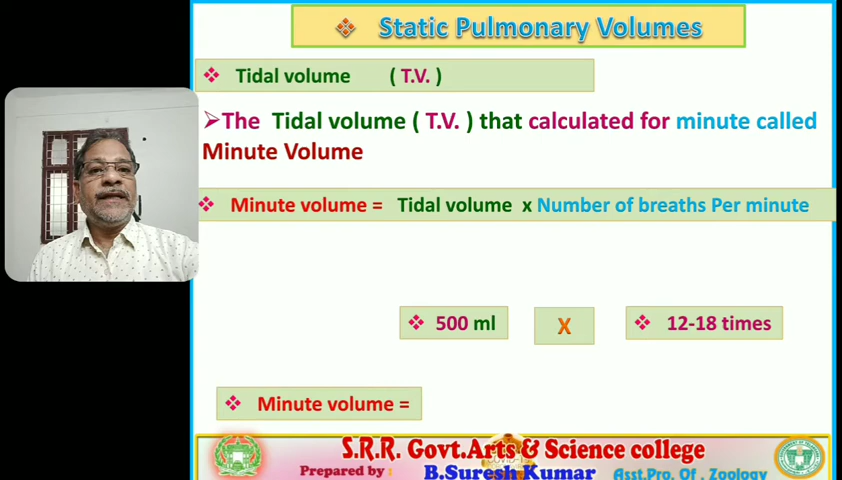 Static Pulmonary Volumes
Tidal volume ( T.V. )
The Tidal volume ( T.V. ) that calculated for minute called
Minute Volume
Minute volume = Tidal volume x Number of breaths Per minute
500 ml X 12-18 times
Minute volume =
S.R.R. Govt.Arts & Science college
Prepared by : B.Suresh Kumar Asst.Pro. Of . Zoology